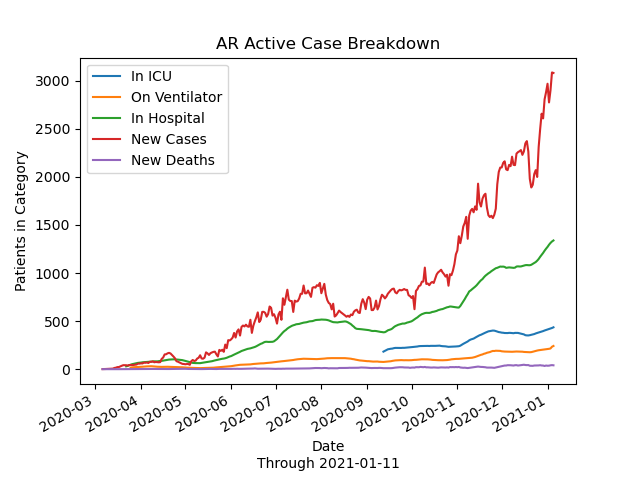 AR Active Case Breakdown
In ICU
On Ventilator
In Hospital
New Cases
New Deaths
Patients in Category
3000
2500
2000
1500
1000
500
0
2020-03
2020-04
2020-05
2020-06
2020-07
2020-08
2020-09
2020-10
2020-11
2020-12
2021-01
Date
Through 2021-01-11